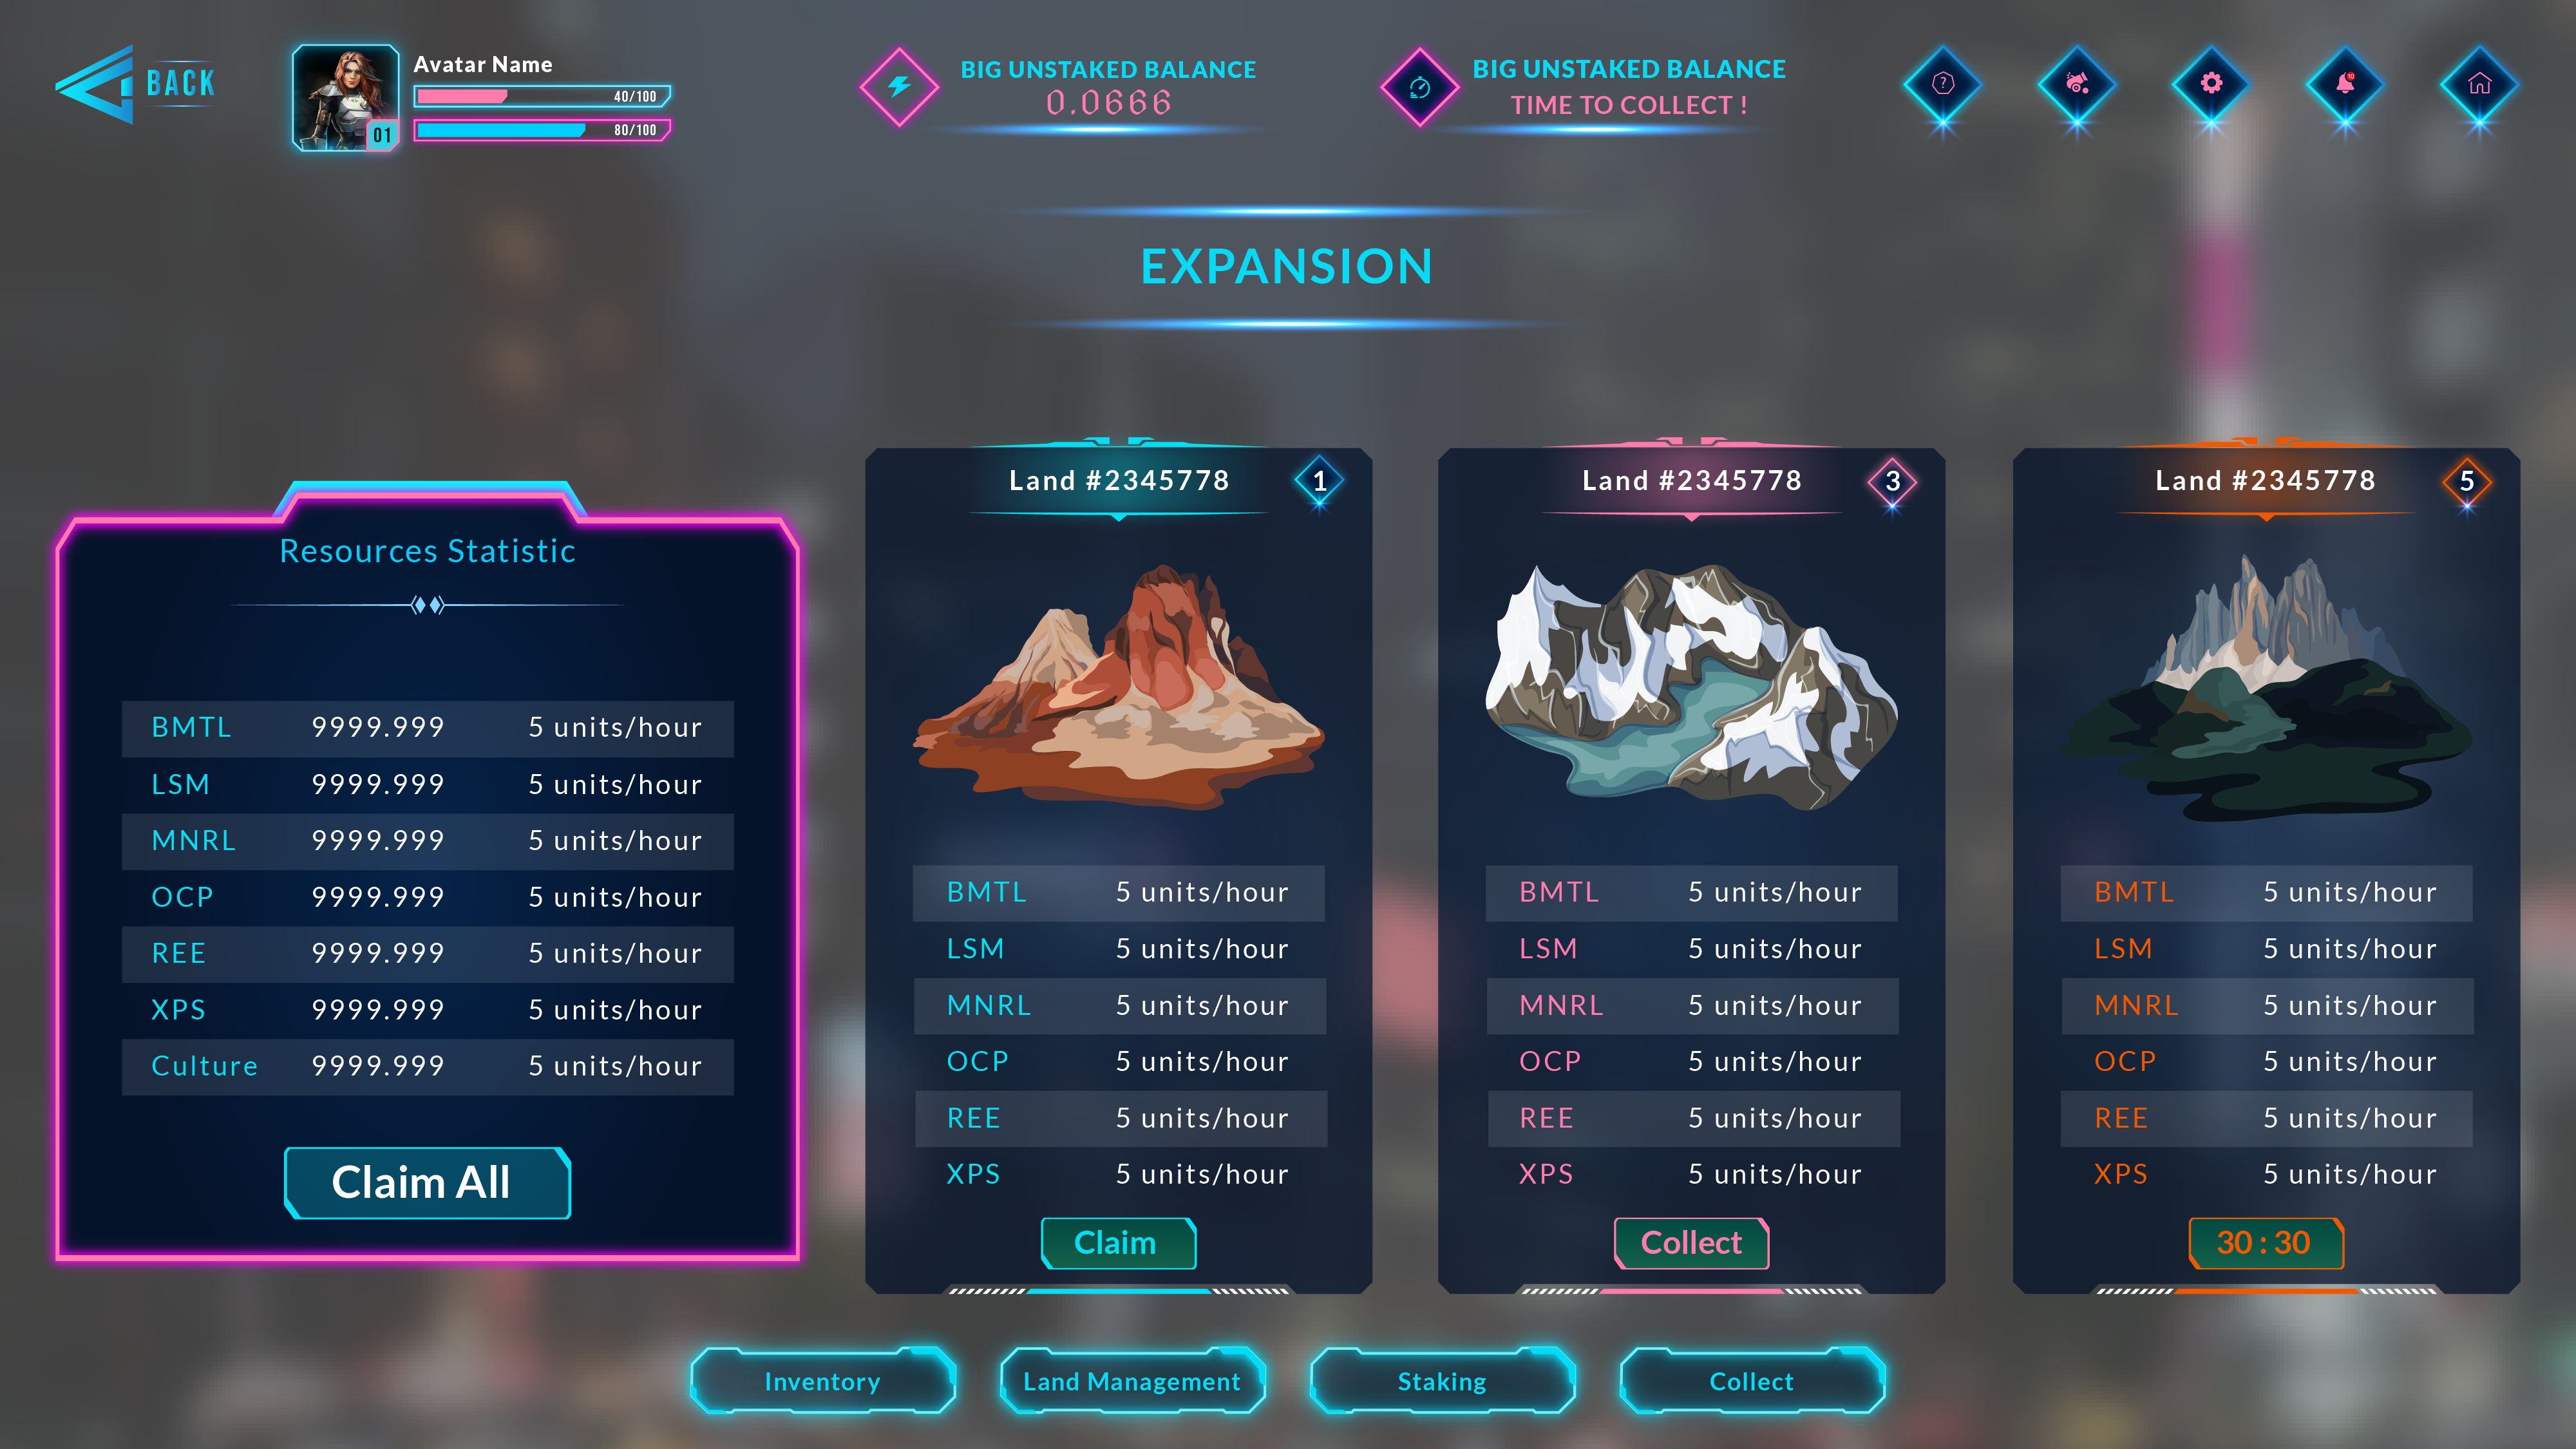 BACK
Avatar Name
40/100
80/100
01
BIG UNSTAKED BALANCE
0.0666
BIG UNSTAKED BALANCE
TIME TO COLLECT !
?
10
EXPANSION
Resources Statistic
BMTL 9999.999 5 units/hour
LSM 9999.999 5 units/hour
MNRL 9999.999 5 units/hour
OCP 9999.999 5 units/hour
REE 9999.999 5 units/hour
XPS 9999.999 5 units/hour
Culture 9999.999 5 units/hour
Claim All
Land #2345778 1
BMTL 5 units/hour
LSM 5 units/hour
MNRL 5 units/hour
OCP 5 units/hour
REE 5 units/hour
XPS 5 units/hour
Claim
Land #2345778 3
BMTL 5 units/hour
LSM 5 units/hour
MNRL 5 units/hour
OCP 5 units/hour
REE 5 units/hour
XPS 5 units/hour
Collect
Land #2345778 5
BMTL 5 units/hour
LSM 5 units/hour
MNRL 5 units/hour
OCP 5 units/hour
REE 5 units/hour
XPS 5 units/hour
30 : 30
Inventory
Land Management
Staking
Collect